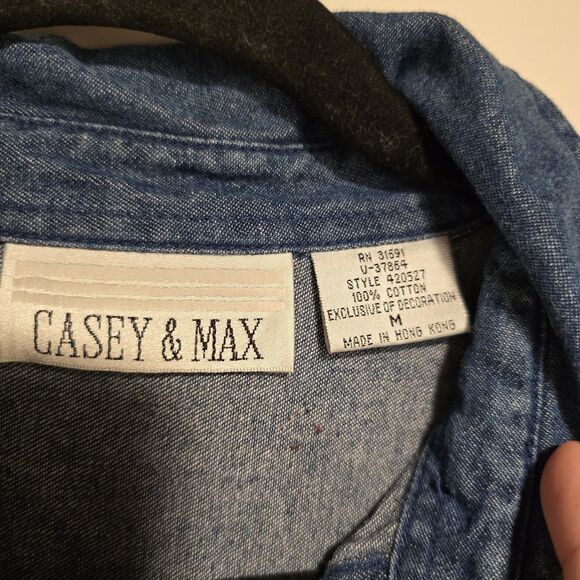 CASEY & MAX
RN 31691
U-37864
STYLE 420527
100% COTTON
EXCLUSIVE OF DECORATION
M
MADE IN HONG KONG